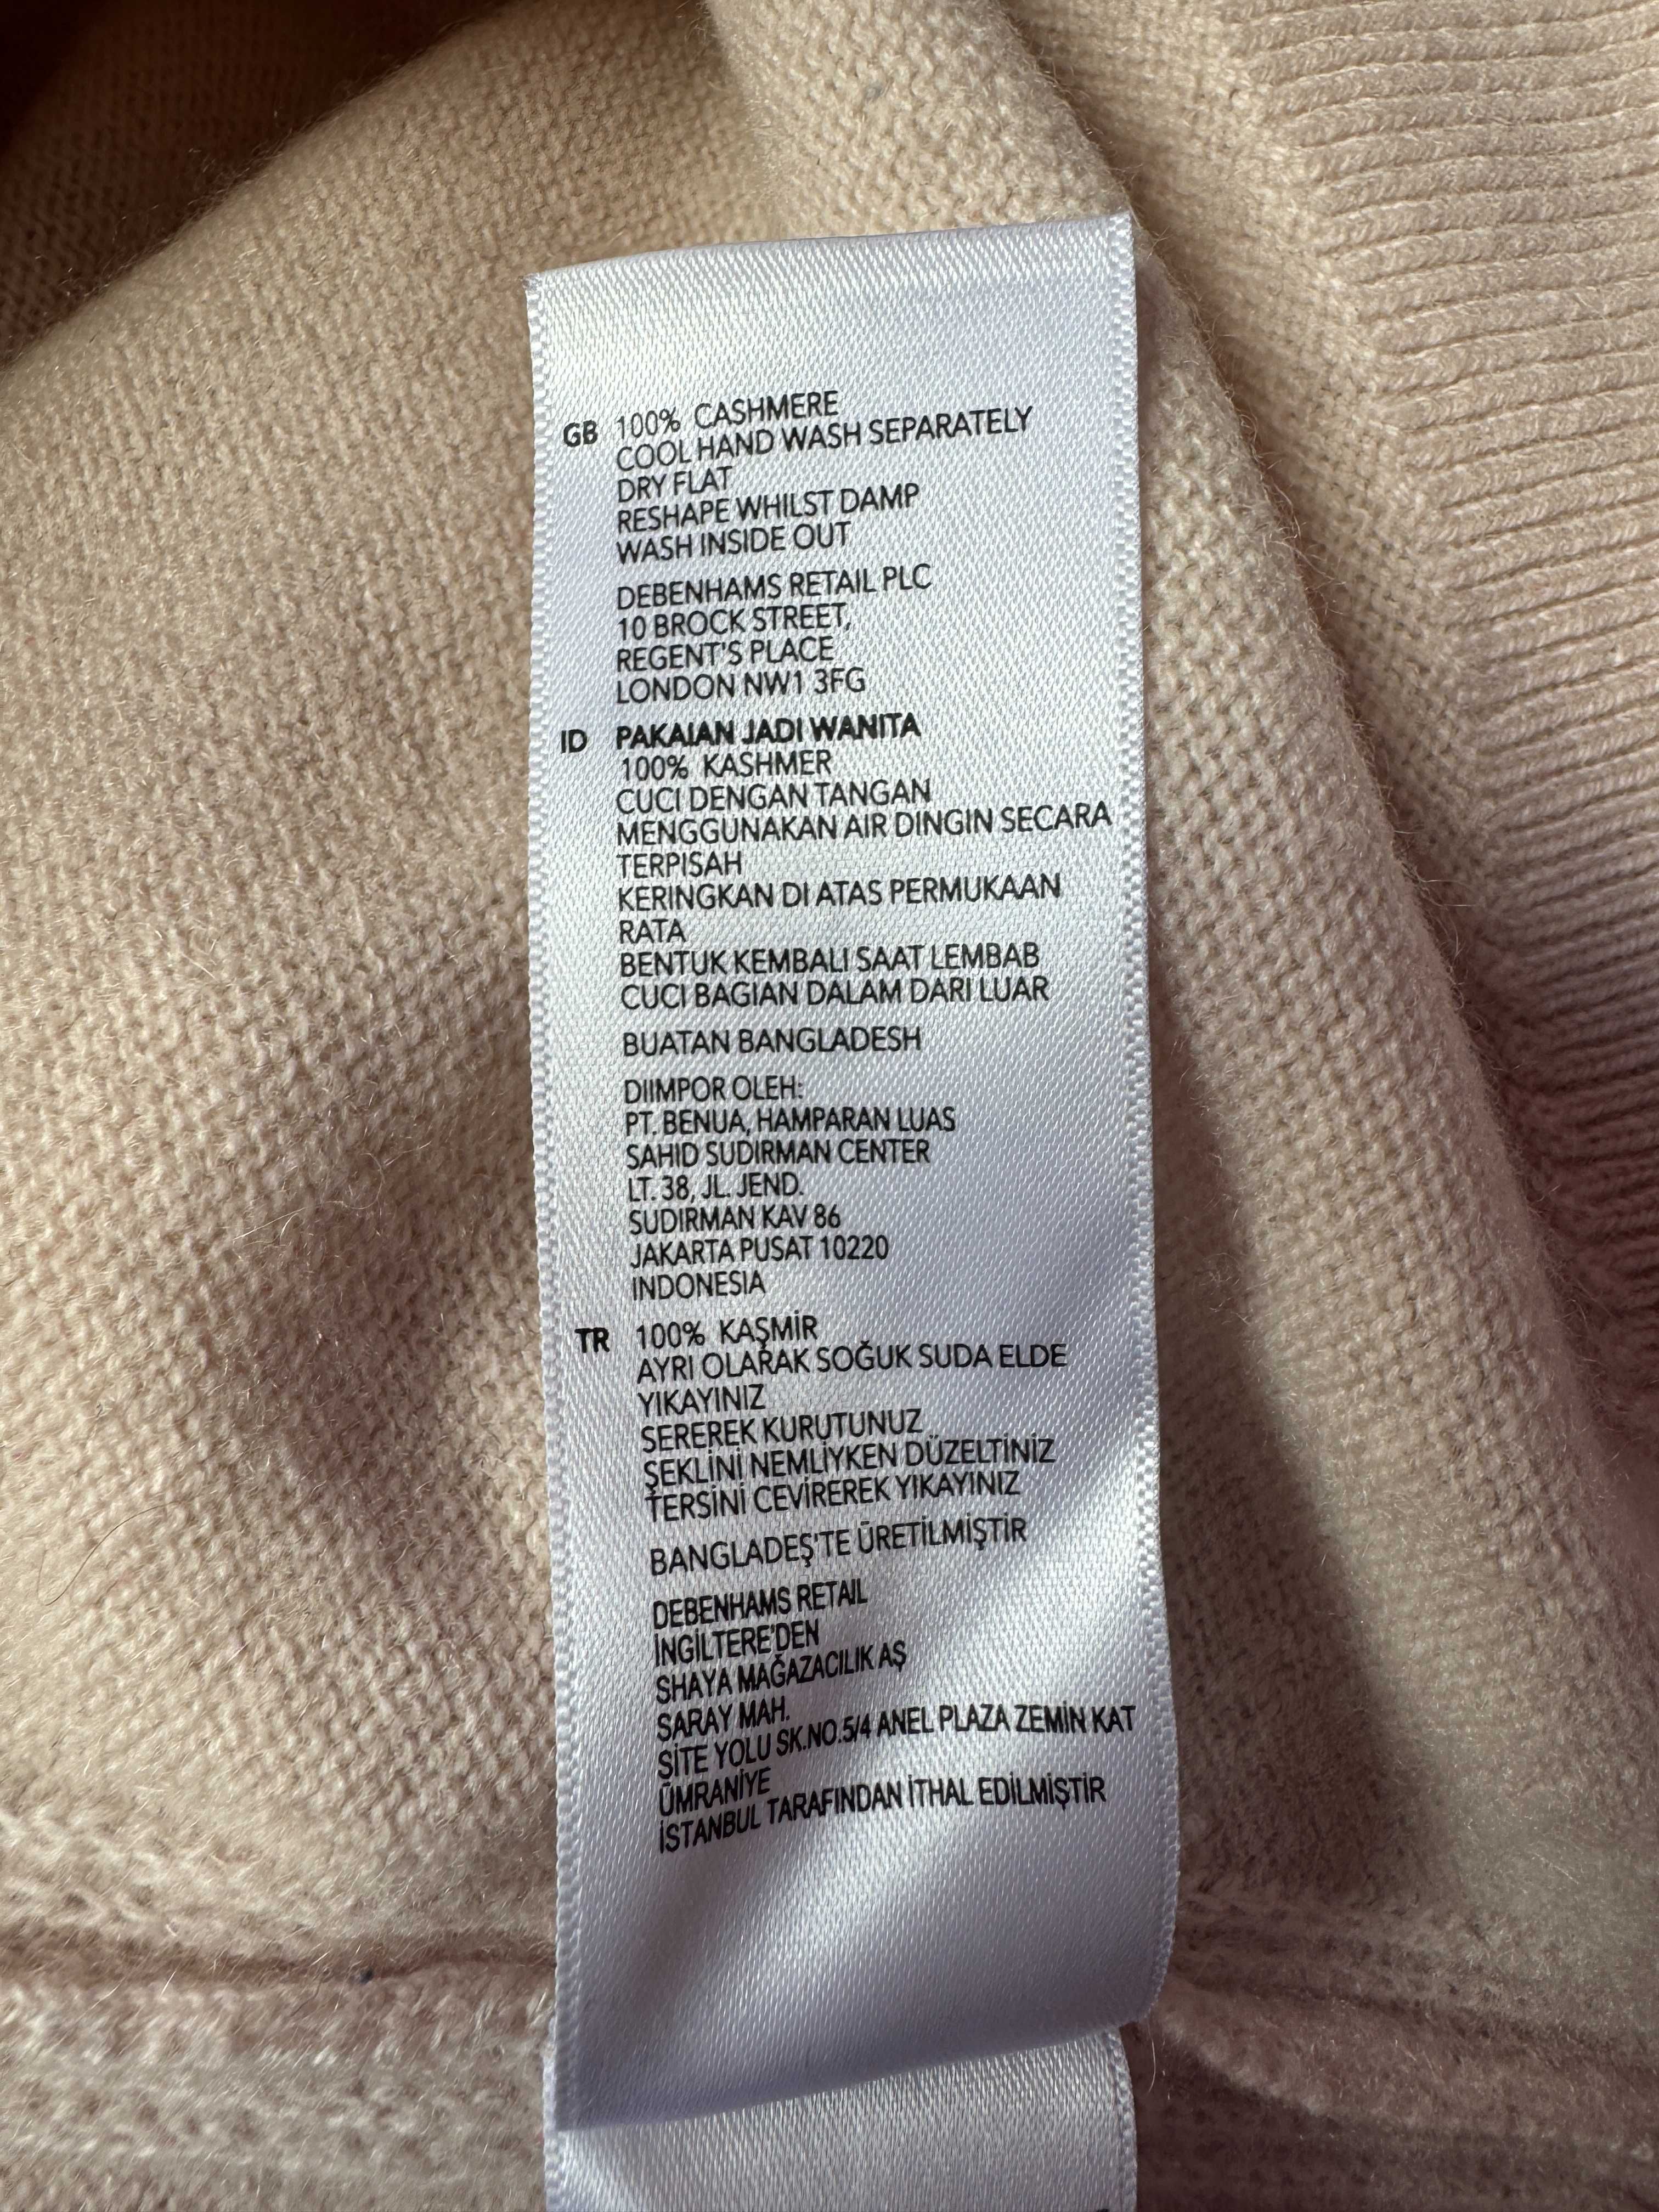 GB 100% CASHMERE
COOL HAND WASH SEPARATELY
DRY FLAT
RESHAPE WHILST DAMP
WASH INSIDE OUT
DEBENHAMS RETAIL PLC
10 BROCK STREET,
REGENT'S PLACE
LONDON NW1 3FG
ID PAKAIAN JADI WANITA
100% KASHMER
CUCI DENGAN TANGAN
MENGGUNAKAN AIR DINGIN SECARA
TERPISAH
KERINGKAN DI ATAS PERMUKAAN
RATA
BENTUK KEMBALI SAAT LEMBAB
CUCI BAGIAN DALAM DARI LUAR
BUATAN BANGLADESH
DIIMPOR OLEH:
PT. BENUA, HAMPARAN LUAS
SAHID SUDIRMAN CENTER
LT. 38, JL. JEND.
SUDIRMAN KAV 86
JAKARTA PUSAT 10220
INDONESIA
TR 100% KAŞMİR
AYRI OLARAK SOĞUK SUDA ELDE
YIKAYINIZ
SEREREK KURUTUNUZ
ŞEKLİNİ NEMLİYKEN DÜZELTİNİZ
TERSİNİ CEVİREREK YIKAYINIZ
BANGLADEŞ'TE ÜRETİLMİŞTİR
DEBENHAMS RETAIL
İNGİLTERE'DEN
SHAYA MAĞAZACILIK AŞ
SARAY MAH.
SİTE YOLU SK.NO.5/4 ANEL PLAZA ZEMİN KAT
ÜMRANİYE
İSTANBUL TARAFINDAN İTHAL EDİLMİŞTİR